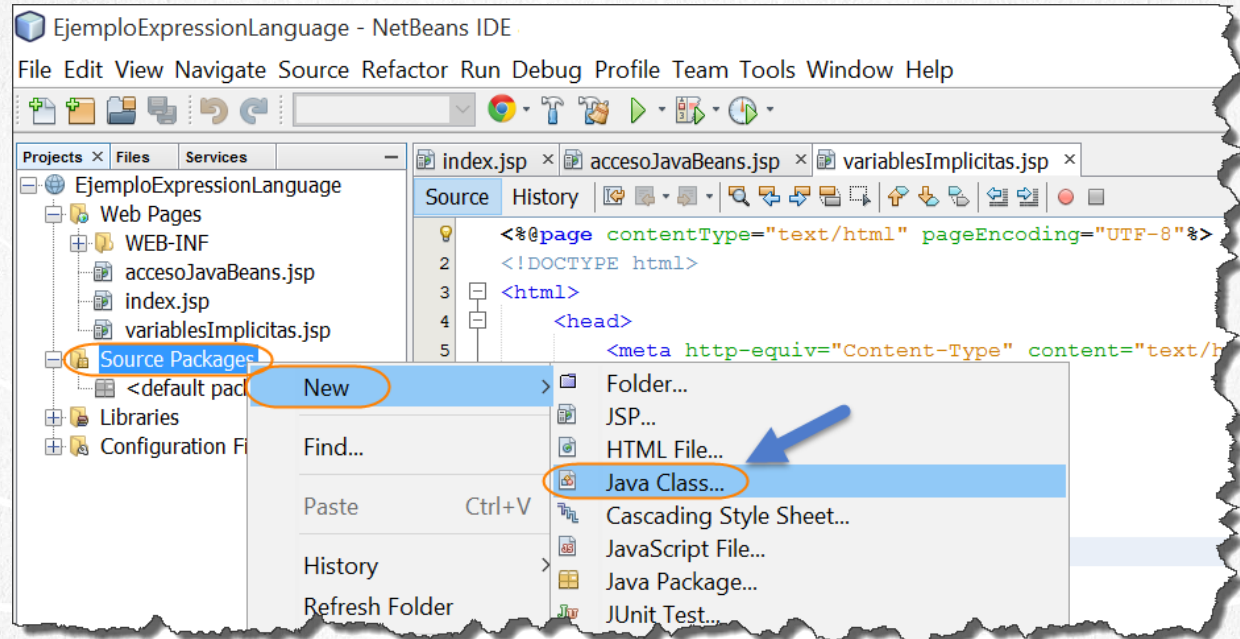 EjemploExpressionLanguage - NetBeans IDE
File Edit View Navigate Source Refactor Run Debug Profile Team Tools Window Help
Projects × Files Services
index.jsp × accesoJavaBeans.jsp × variablesImplicitas.jsp ×
EjemploExpressionLanguage
Web Pages
WEB-INF
accesoJavaBeans.jsp
index.jsp
variablesImplicitas.jsp
Source Packages
<default pac
Libraries
Configuration Fi
Source History
<%@page contentType="text/html" pageEncoding="UTF-8"%>
2 <!DOCTYPE html>
3 <html>
4 <head>
5 <meta http-equiv="Content-Type" content="text/h
New
Find...
Paste Ctrl+V
History
Refresh Folder
Folder...
JSP...
HTML File...
Java Class...
Cascading Style Sheet...
JavaScript File...
Java Package...
JUnit Test...